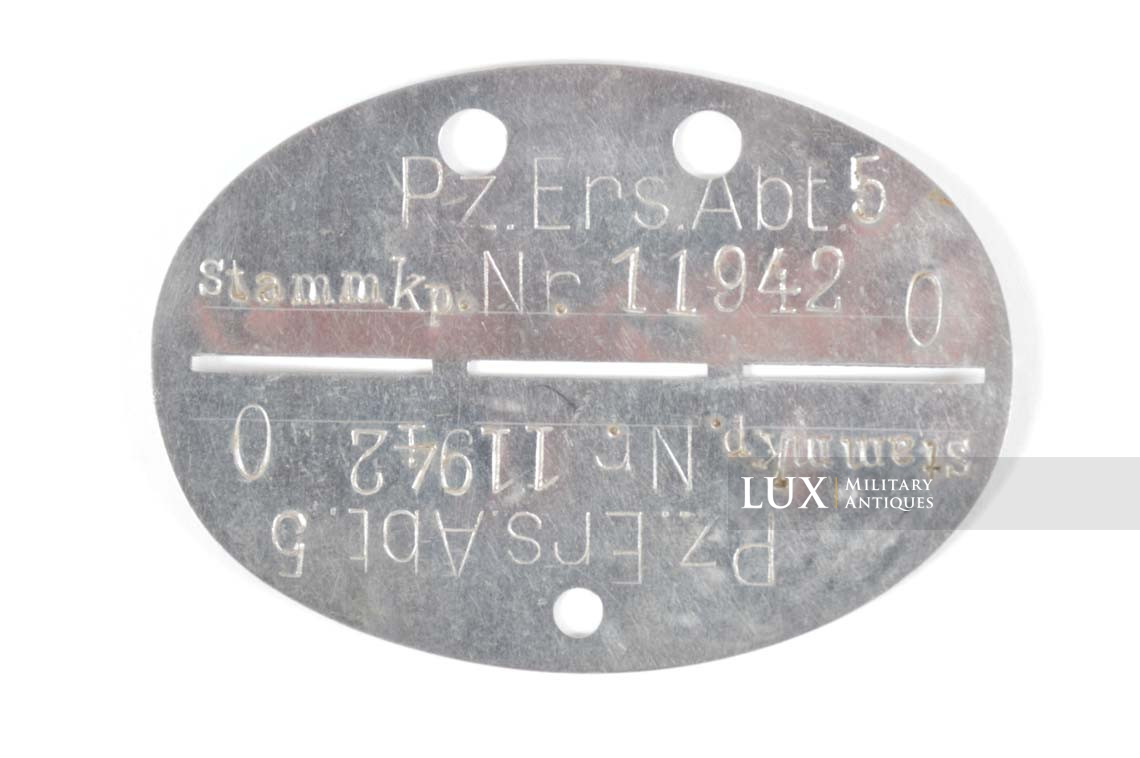 Pz.Ers.Abt.5
Stammkp. Nr. 11942 0
Stammkp. Nr. 11942 0
Pz.Ers.Abt.5
LUX MILITARY ANTIQUES